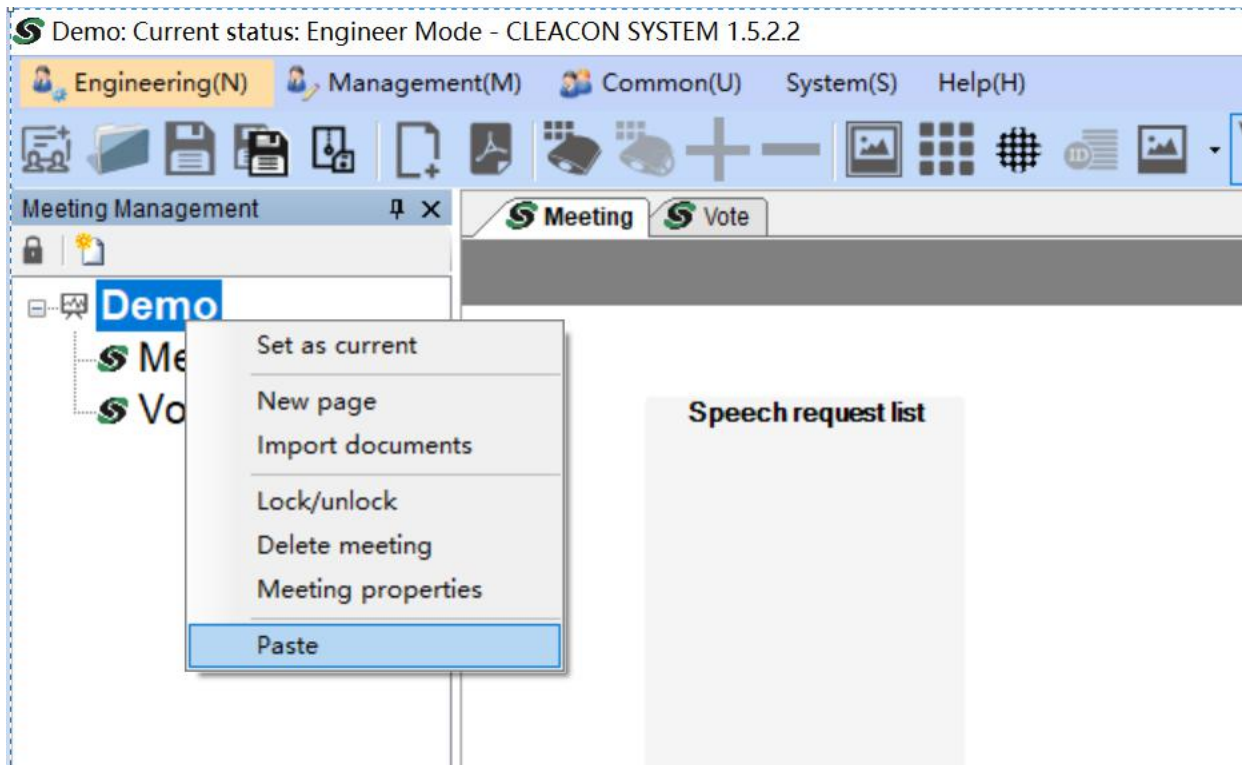 Demo: Current status: Engineer Mode - CLEACON SYSTEM 1.5.2.2
Engineering(N) Management(M) Common(U) System(S) Help(H)
Meeting Management
Meeting Vote
Demo
Me
Vo
Set as current
New page
Import documents
Lock/unlock
Delete meeting
Meeting properties
Paste
Speech request list